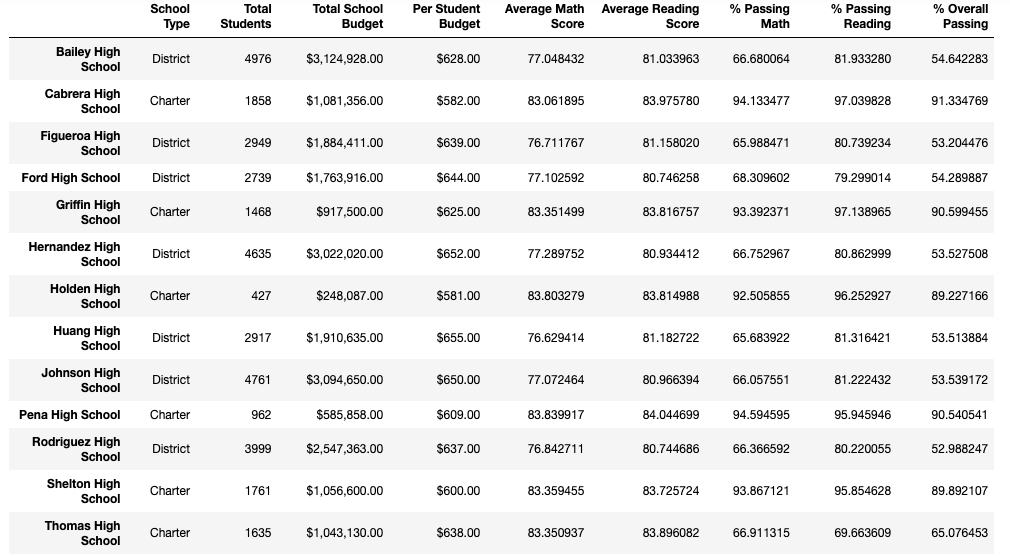 School Type Total Students Total School Budget Per Student Budget Average Math Score Average Reading Score % Passing Math % Passing Reading % Overall Passing
Bailey High School District 4976 $3,124,928.00 $628.00 77.048432 81.033963 66.680064 81.933280 54.642283
Cabrera High School Charter 1858 $1,081,356.00 $582.00 83.061895 83.975780 94.133477 97.039828 91.334769
Figueroa High School District 2949 $1,884,411.00 $639.00 76.711767 81.158020 65.988471 80.739234 53.204476
Ford High School District 2739 $1,763,916.00 $644.00 77.102592 80.746258 68.309602 79.299014 54.289887
Griffin High School Charter 1468 $917,500.00 $625.00 83.351499 83.816757 93.392371 97.138965 90.599455
Hernandez High School District 4635 $3,022,020.00 $652.00 77.289752 80.934412 66.752967 80.862999 53.527508
Holden High School Charter 427 $248,087.00 $581.00 83.803279 83.814988 92.505855 96.252927 89.227166
Huang High School District 2917 $1,910,635.00 $655.00 76.629414 81.182722 65.683922 81.316421 53.513884
Johnson High School District 4761 $3,094,650.00 $650.00 77.072464 80.966394 66.057551 81.222432 53.539172
Pena High School Charter 962 $585,858.00 $609.00 83.839917 84.044699 94.594595 95.945946 90.540541
Rodriguez High School District 3999 $2,547,363.00 $637.00 76.842711 80.744686 66.366592 80.220055 52.988247
Shelton High School Charter 1761 $1,056,600.00 $600.00 83.359455 83.725724 93.867121 95.854628 89.892107
Thomas High School Charter 1635 $1,043,130.00 $638.00 83.350937 83.896082 66.911315 69.663609 65.076453